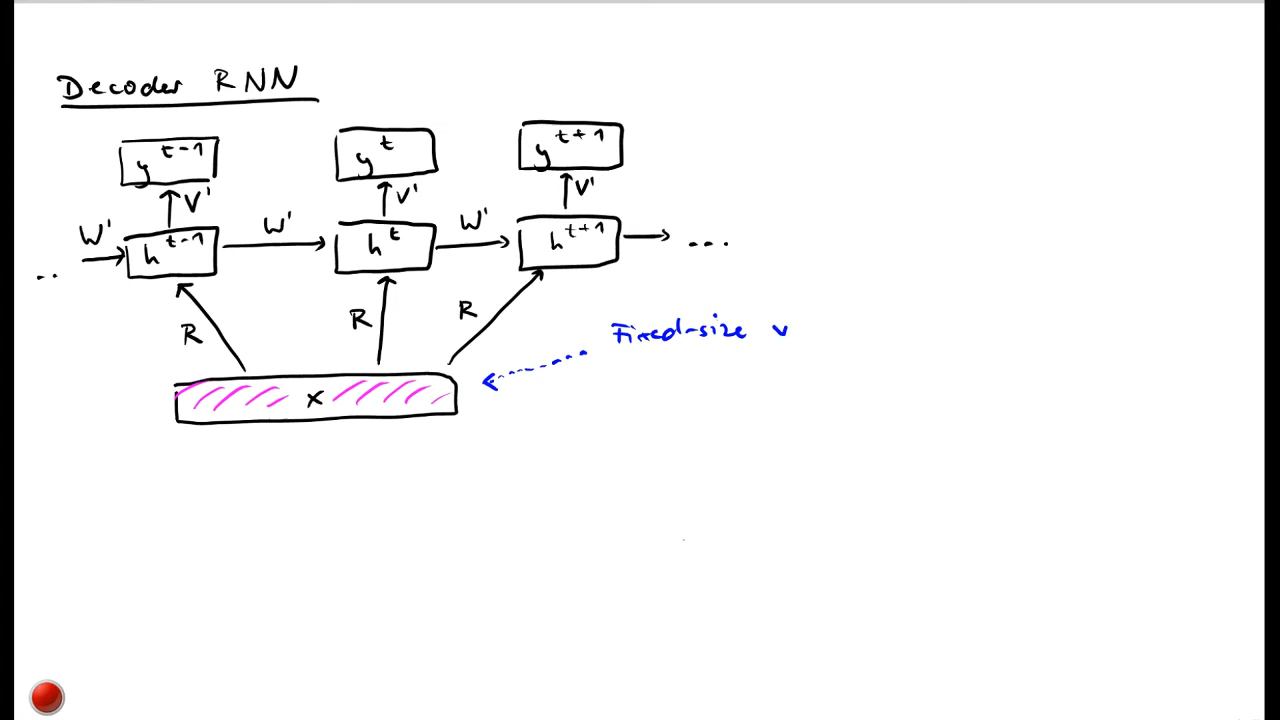 Decoder RNN
y^{t-1} y^t y^{t+1}
V' V' V'
W' h^{t-1} W' h^t W' h^{t+1} ...
..
R R R
Fixed-size v
x